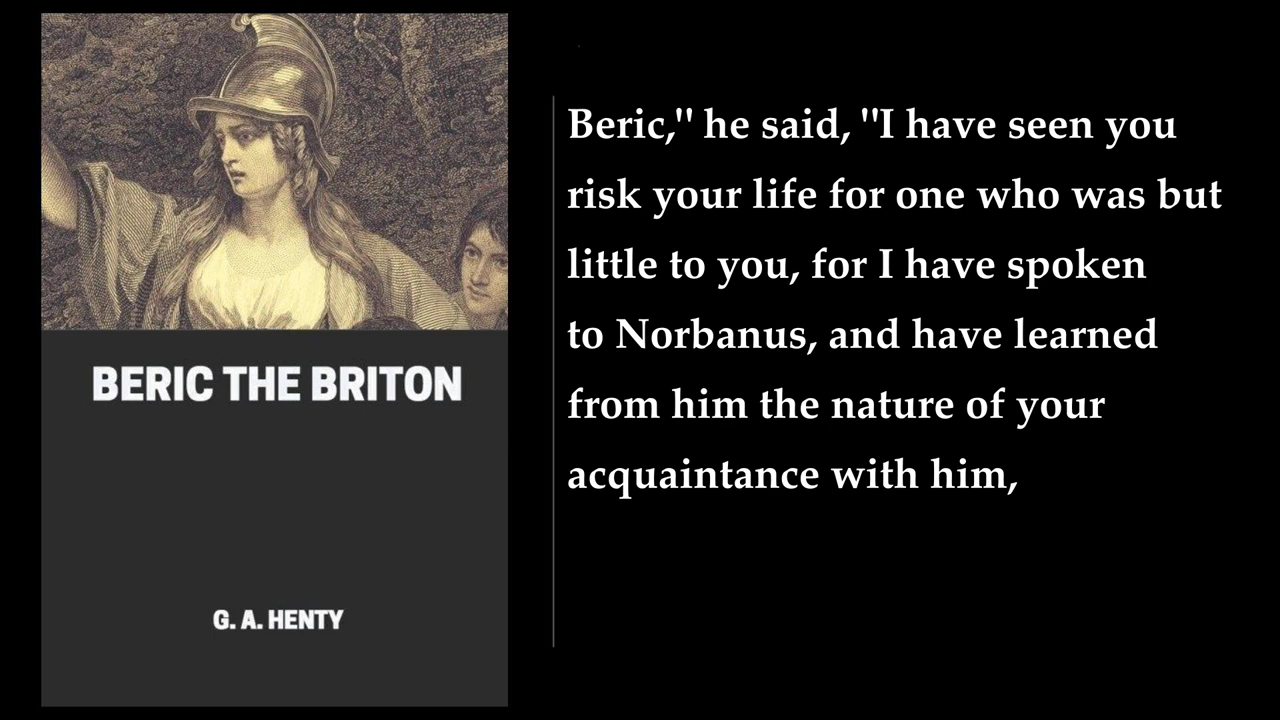 BERIC THE BRITON
G. A. HENTY
Beric," he said, "I have seen you
risk your life for one who was but
little to you, for I have spoken
to Norbanus, and have learned
from him the nature of your
acquaintance with him,